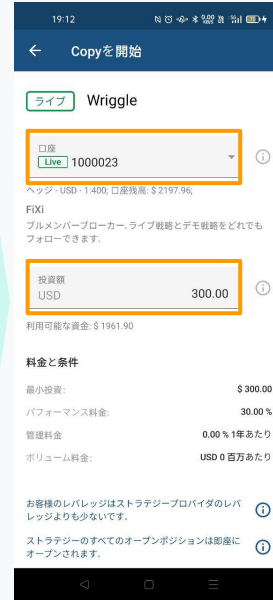 19:12
Copyを開始
ライブ Wriggle
口座
Live 1000023
ヘッジ - USD - 1:400; 口座残高: $ 2197.96;
FiXi
プルメンバーブローカー, ライブ戦略とデモ戦略をどれでも
フォローできます.
投資額
USD 300.00
利用可能な資金: $ 1961.90
料金と条件
最小投資: $ 300.00
パフォーマンス料金: 30.00 %
管理料金 0.00 % 1年あたり
ボリューム料金: USD 0 百万あたり
お客様のレバレッジはストラテジープロバイダのレバ
レッジよりも少ないです.
ストラテジーのすべてのオープンポジションは即座に
オープンされます.